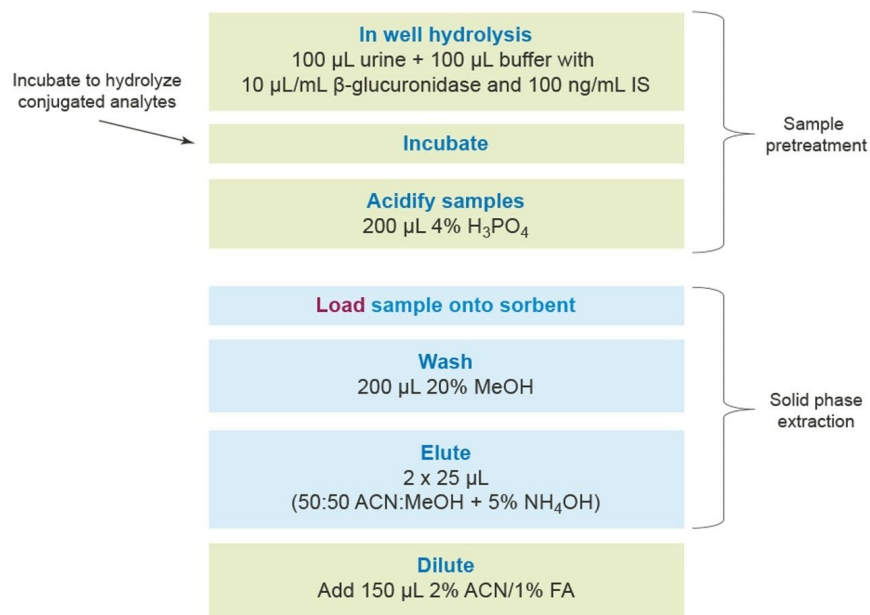 In well hydrolysis
100 µL urine + 100 µL buffer with
10 µL/mL β-glucuronidase and 100 ng/mL IS
Incubate to hydrolyze
conjugated analytes
Incubate
Sample
pretreatment
Acidify samples
200 µL 4% H₃PO₄
Load sample onto sorbent
Wash
200 µL 20% MeOH
Solid phase
extraction
Elute
2 x 25 µL
(50:50 ACN:MeOH + 5% NH₄OH)
Dilute
Add 150 µL 2% ACN/1% FA